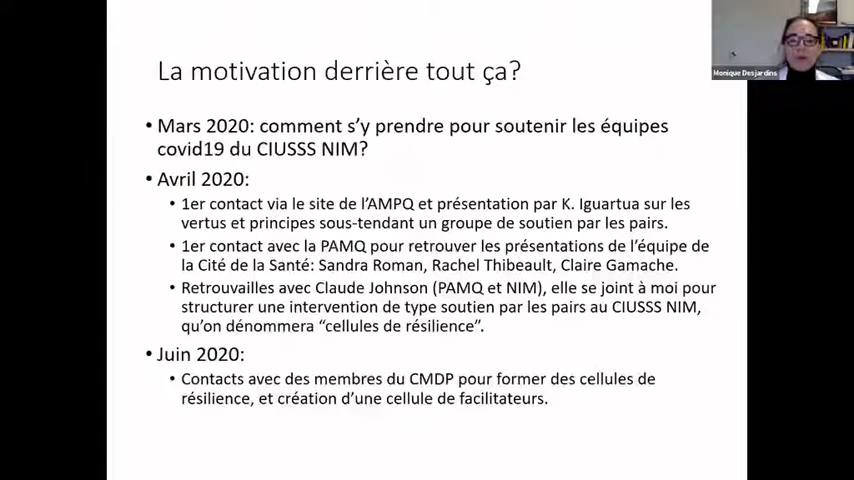 La motivation derrière tout ça?
Monique Desjardins
• Mars 2020: comment s'y prendre pour soutenir les équipes
covid19 du CIUSSS NIM?
• Avril 2020:
• 1er contact via le site de l'AMPQ et présentation par K. Iguartua sur les
vertus et principes sous-tendant un groupe de soutien par les pairs.
• 1er contact avec la PAMQ pour retrouver les présentations de l'équipe de
la Cité de la Santé: Sandra Roman, Rachel Thibeault, Claire Gamache.
• Retrouvailles avec Claude Johnson (PAMQ et NIM), elle se joint à moi pour
structurer une intervention de type soutien par les pairs au CIUSSS NIM,
qu'on dénommera “cellules de résilience”.
• Juin 2020:
• Contacts avec des membres du CMDP pour former des cellules de
résilience, et création d'une cellule de facilitateurs.